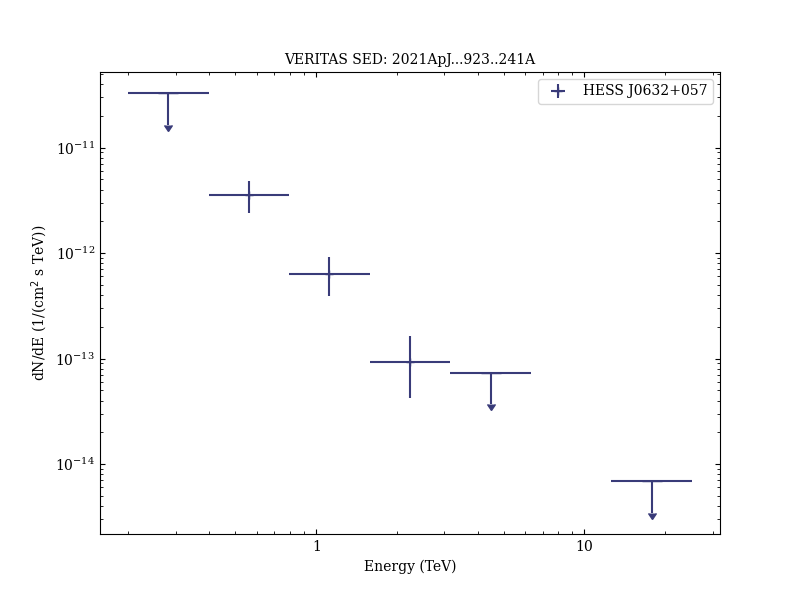 VERITAS SED: 2021ApJ...923..241A
HESS J0632+057
dN/dE (1/(cm² s TeV))
10⁻¹¹
10⁻¹²
10⁻¹³
10⁻¹⁴
1
10
Energy (TeV)